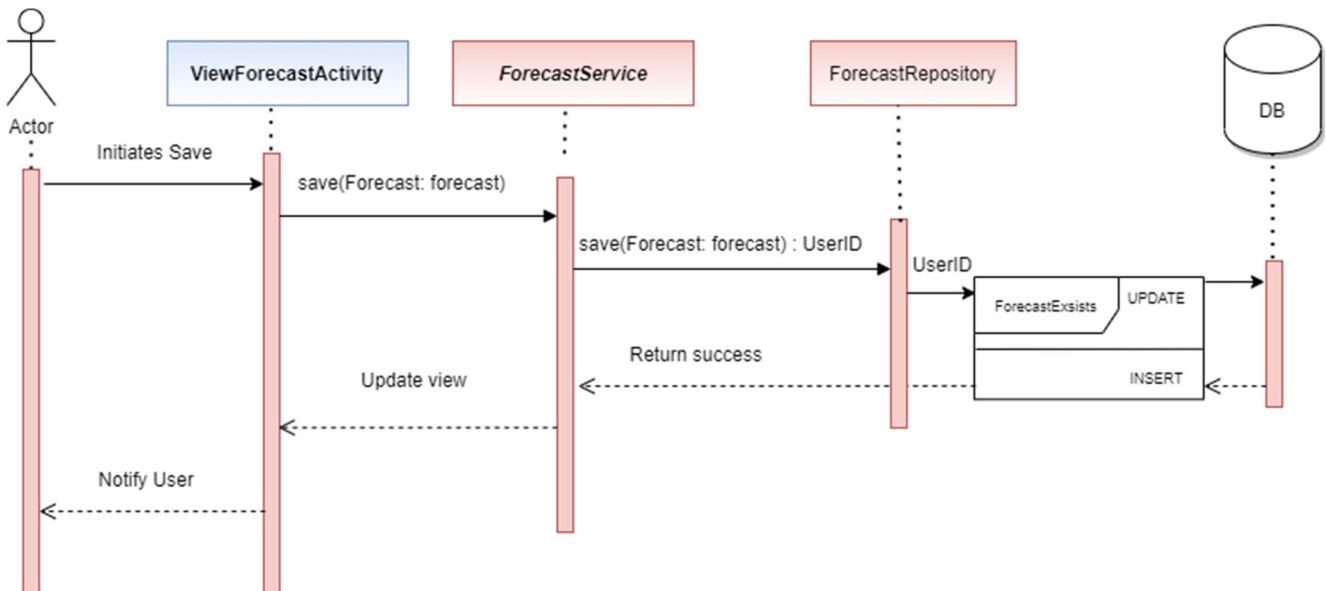 ViewForecastActivity
ForecastService
ForecastRepository
DB
Actor
Initiates Save
save(Forecast: forecast)
save(Forecast: forecast) : UserID
UserID
ForecastExsists
UPDATE
Return success
Update view
INSERT
Notify User